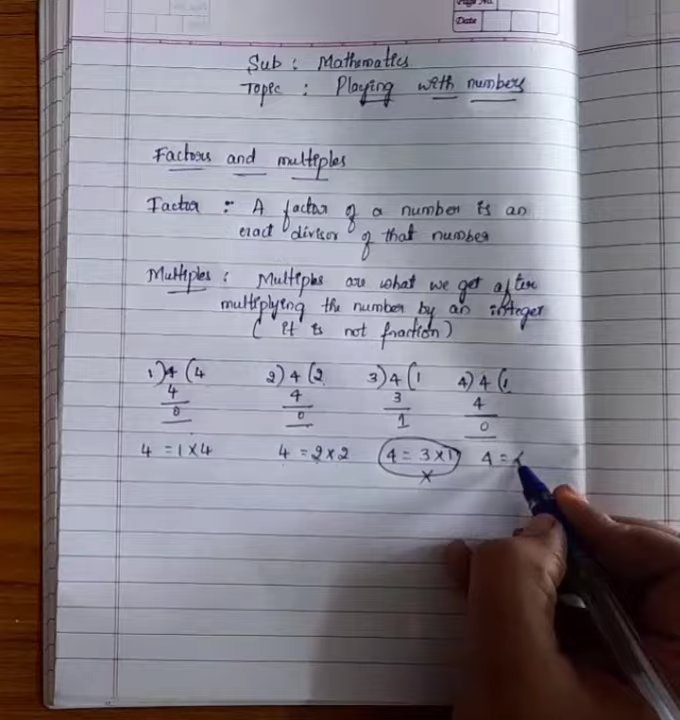 Page No.
Date
Sub : Mathematics
Topic : Playing with numbers
Factors and multiples
Factor :- A factor of a number is an
exact divisor of that number
Multiples : Multiples are what we get after
multiplying the number by an integer
( it is not fraction )
1)4(4 2)4(2 3)4(1 4)4(1
4 4 3 4
0 0 1 0
4 = 1 x 4 4 = 2 x 2 4 = 3 x 1 4 =
x